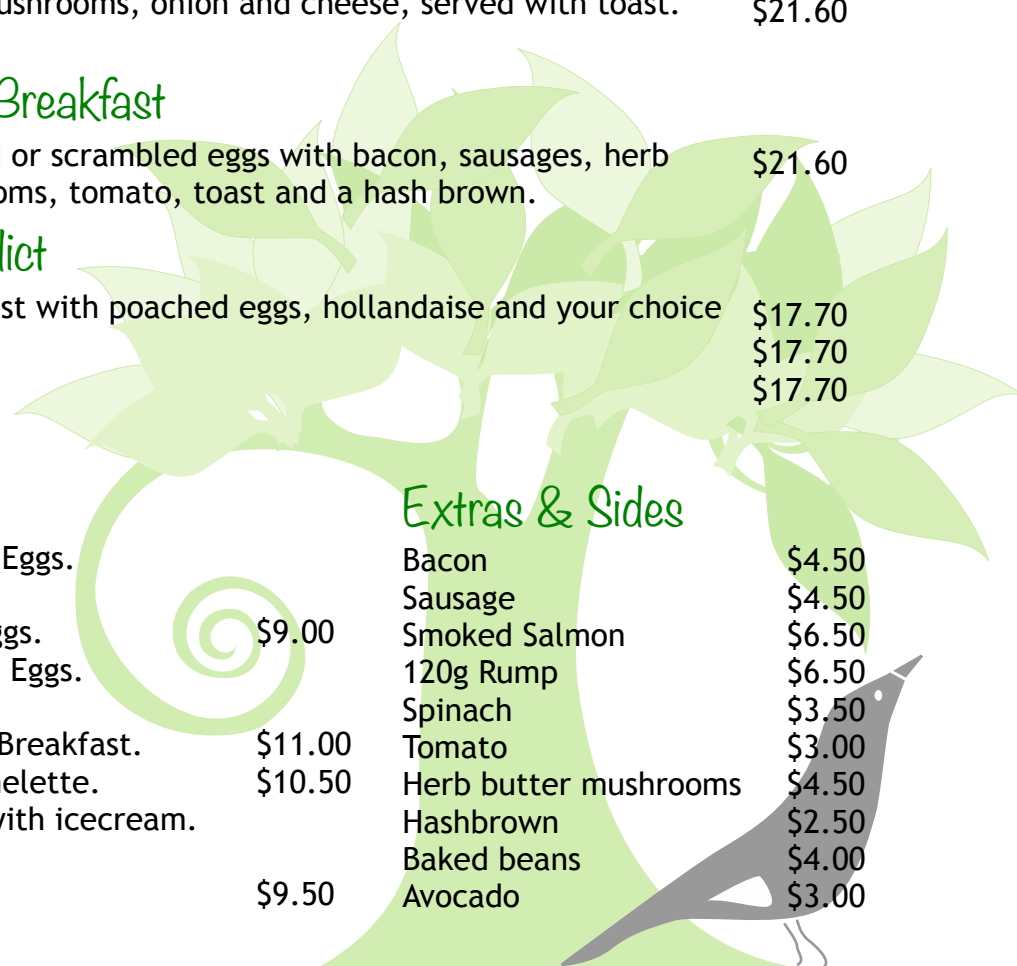 ushrooms, onion and cheese, served with toast. $21.60
Breakfast
or scrambled eggs with bacon, sausages, herb $21.60
oms, tomato, toast and a hash brown.
lict
st with poached eggs, hollandaise and your choice $17.70
$17.70
$17.70
Eggs.
ggs. $9.00
Eggs.
Breakfast. $11.00
elette. $10.50
with icecream.
$9.50
Extras & Sides
Bacon $4.50
Sausage $4.50
Smoked Salmon $6.50
120g Rump $6.50
Spinach $3.50
Tomato $3.00
Herb butter mushrooms $4.50
Hashbrown $2.50
Baked beans $4.00
Avocado $3.00